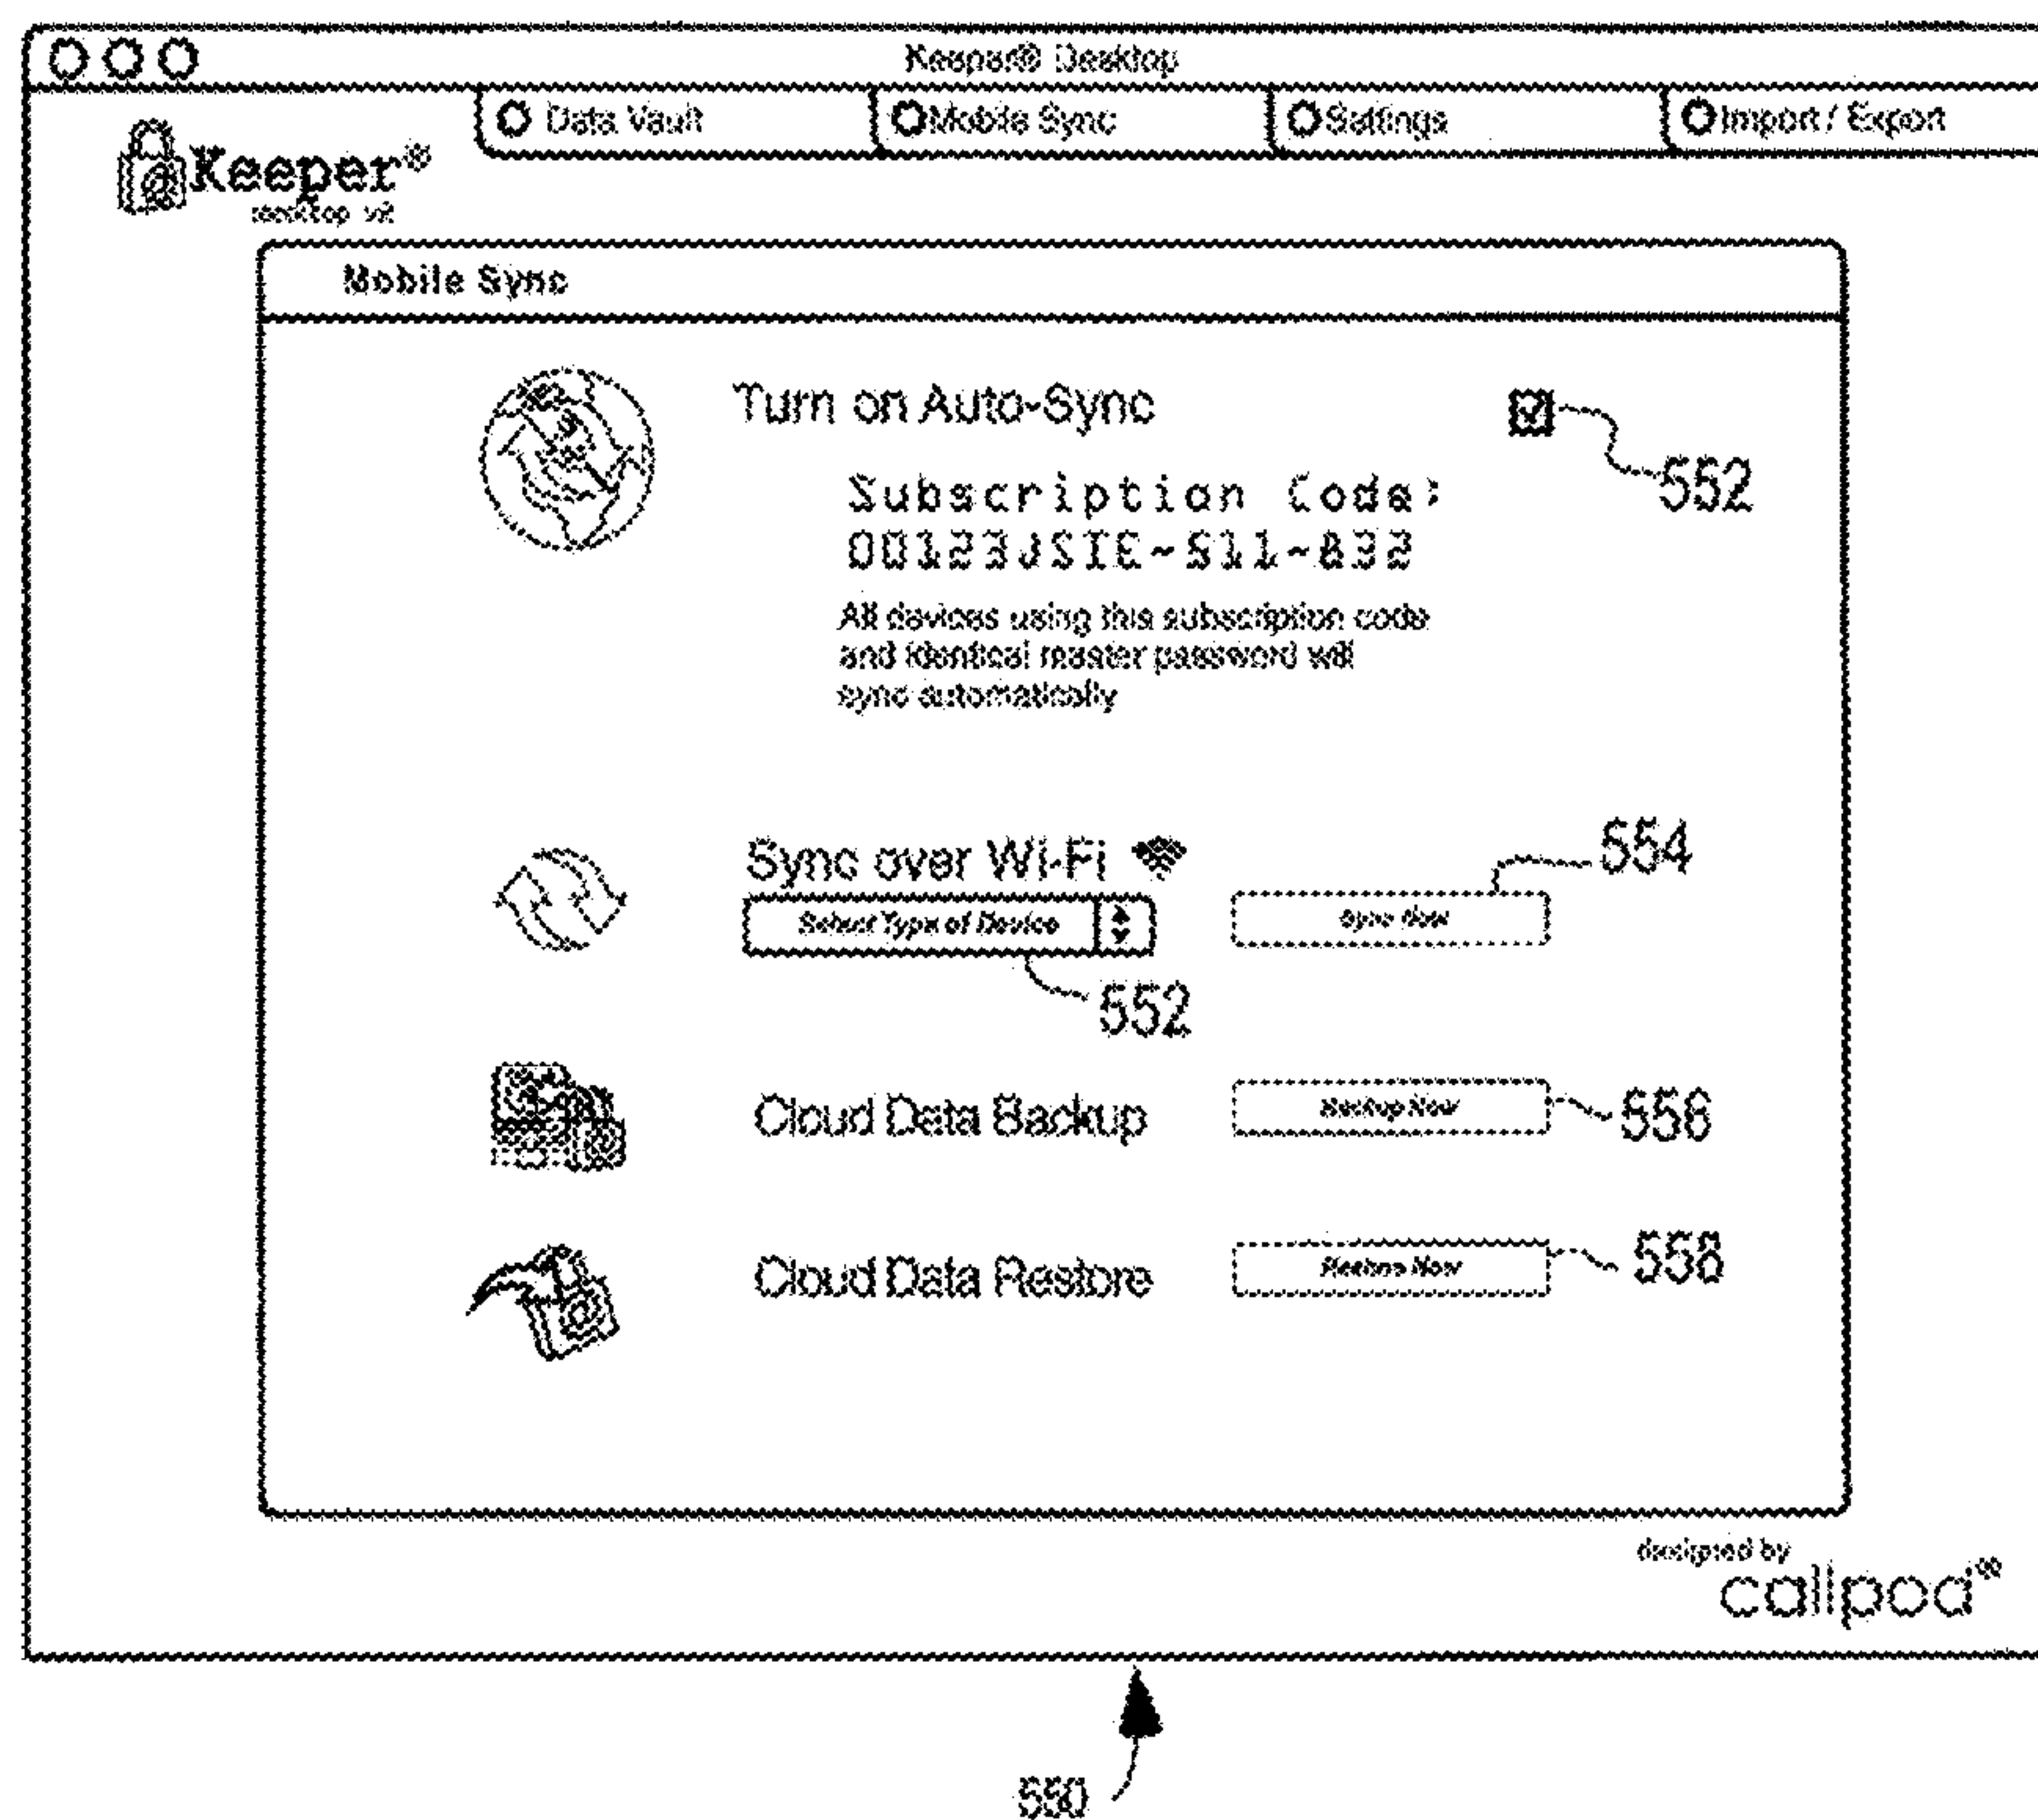 Keeper® Desktop
Data Vault
Mobile Sync
Settings
Import / Export
Keeper®
desktop v2
Mobile Sync
Turn on Auto-Sync
552
Subscription Code:
All devices using this subscription code
and identical master password will
sync automatically
Sync over Wi-Fi
554
Select Type of Device
Sync Now
552
Cloud Data Backup
Backup Now
556
Cloud Data Restore
Restore Now
558
designed by
callpod®
550